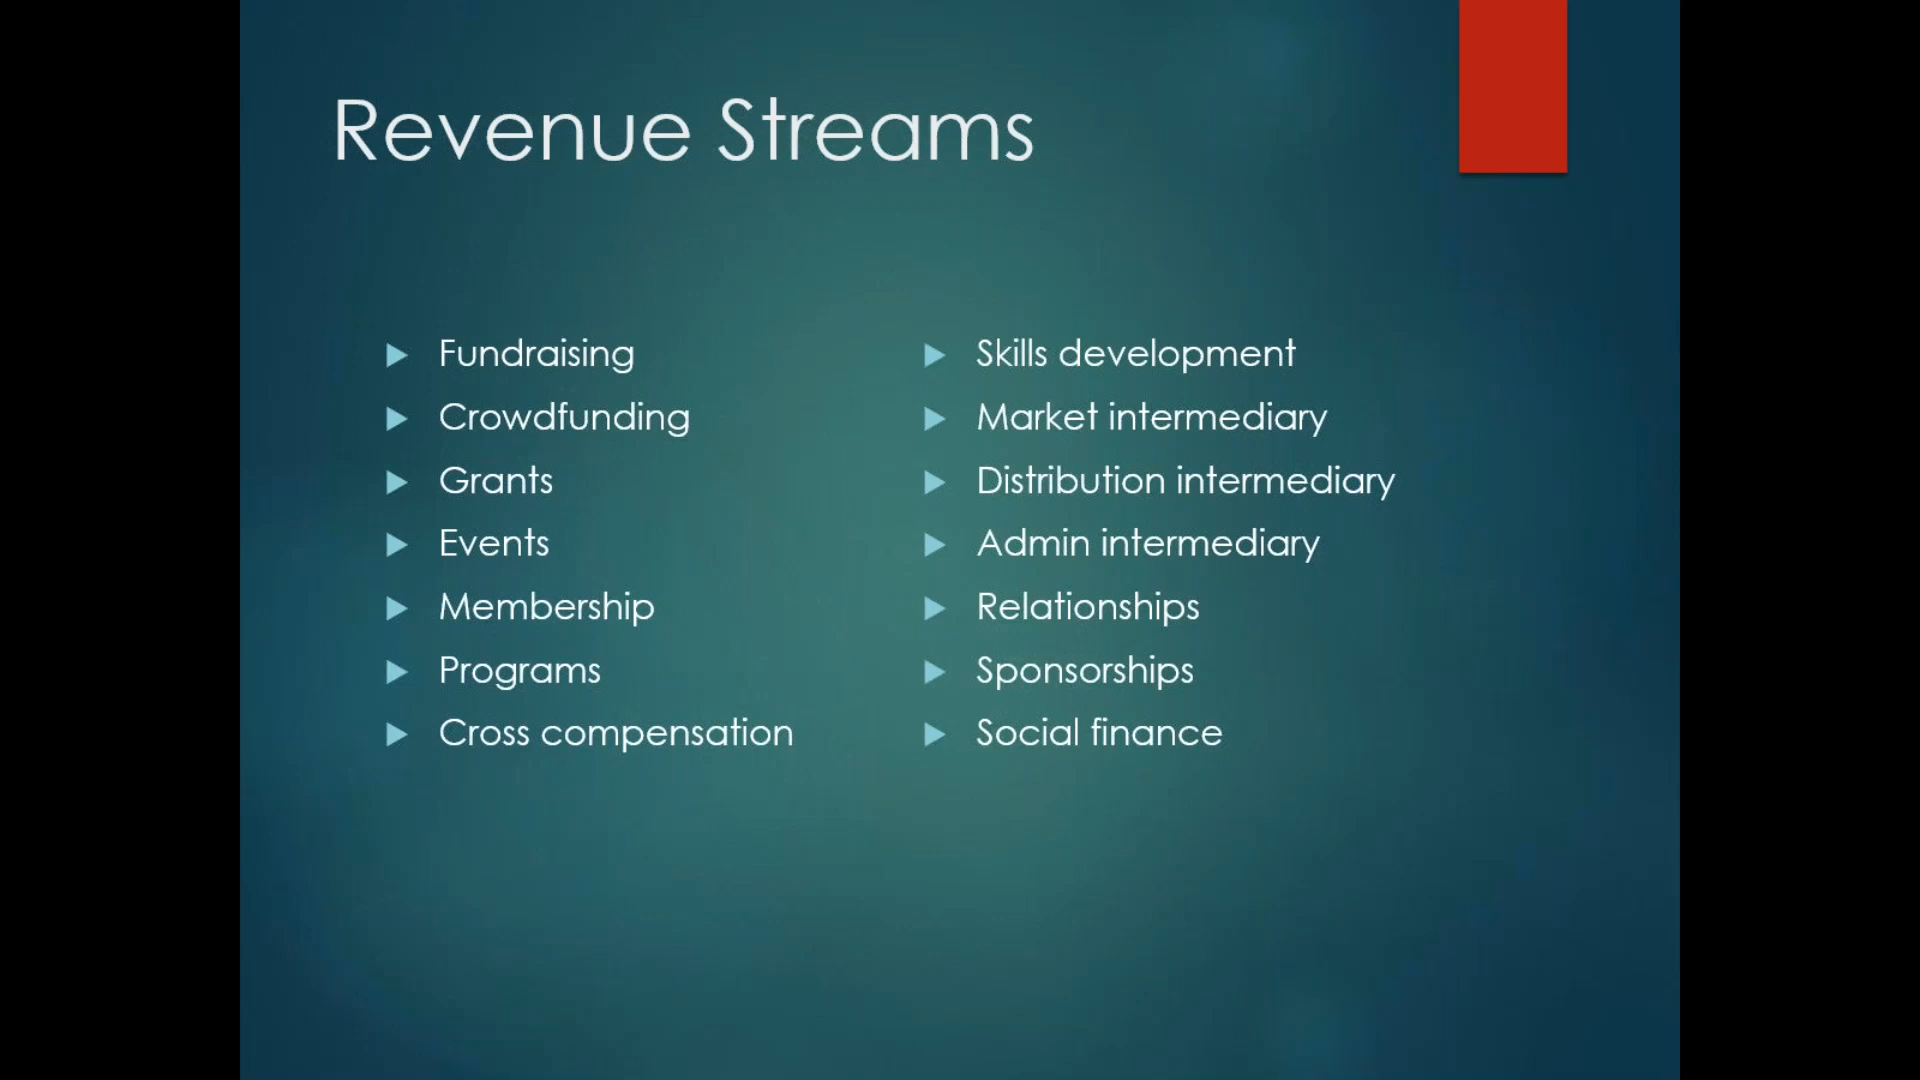 Revenue Streams
Fundraising
Crowdfunding
Grants
Events
Membership
Programs
Cross compensation
Skills development
Market intermediary
Distribution intermediary
Admin intermediary
Relationships
Sponsorships
Social finance